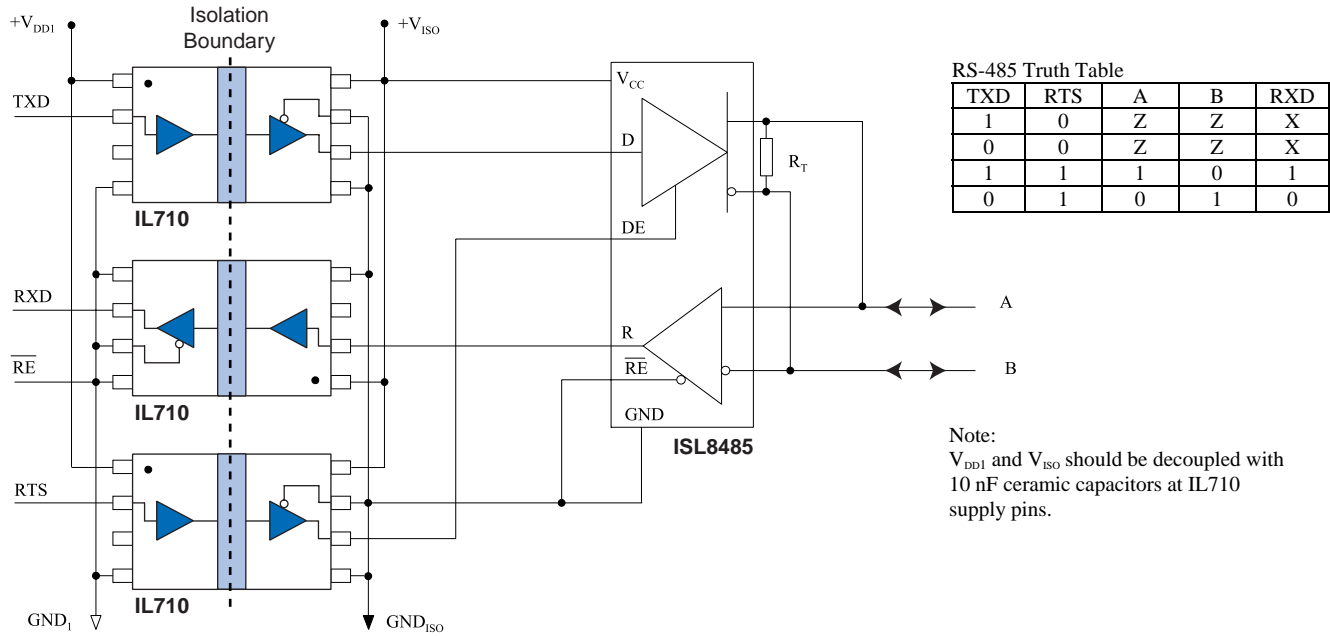 Isolation
Boundary
+VDD1
+VISO
TXD
IL710
RXD
RE
IL710
RTS
IL710
GND1
GNDISO
VCC
D
DE
R
RE
GND
ISL8485
RT
A
B
RS-485 Truth Table
TXD RTS A B RXD
1 0 Z Z X
0 0 Z Z X
1 1 1 0 1
0 1 0 1 0
Note:
VDD1 and VISO should be decoupled with
10 nF ceramic capacitors at IL710
supply pins.